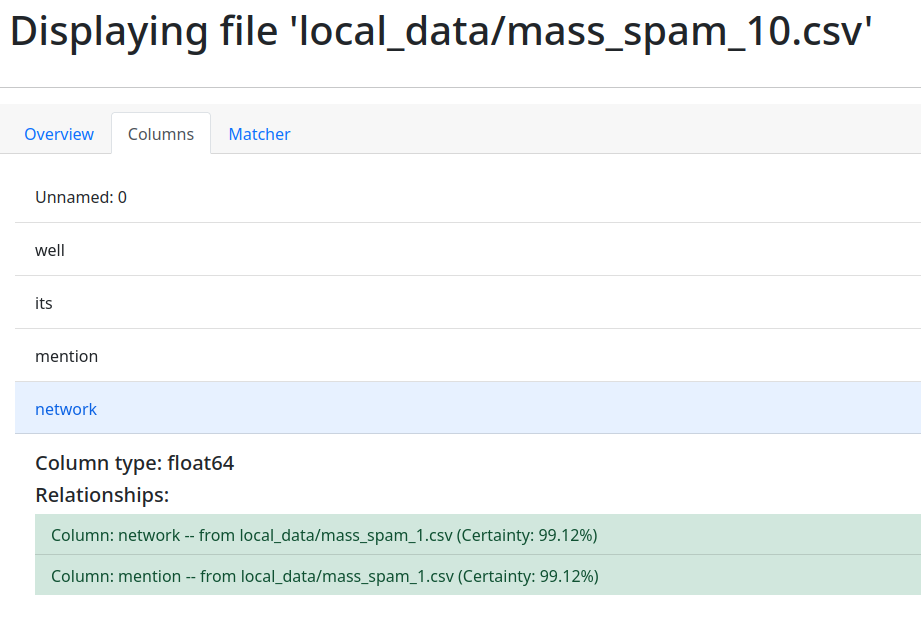 Displaying file 'local_data/mass_spam_10.csv'
Overview Columns Matcher
Unnamed: 0
well
its
mention
network
Column type: float64
Relationships:
Column: network -- from local_data/mass_spam_1.csv (Certainty: 99.12%)
Column: mention -- from local_data/mass_spam_1.csv (Certainty: 99.12%)